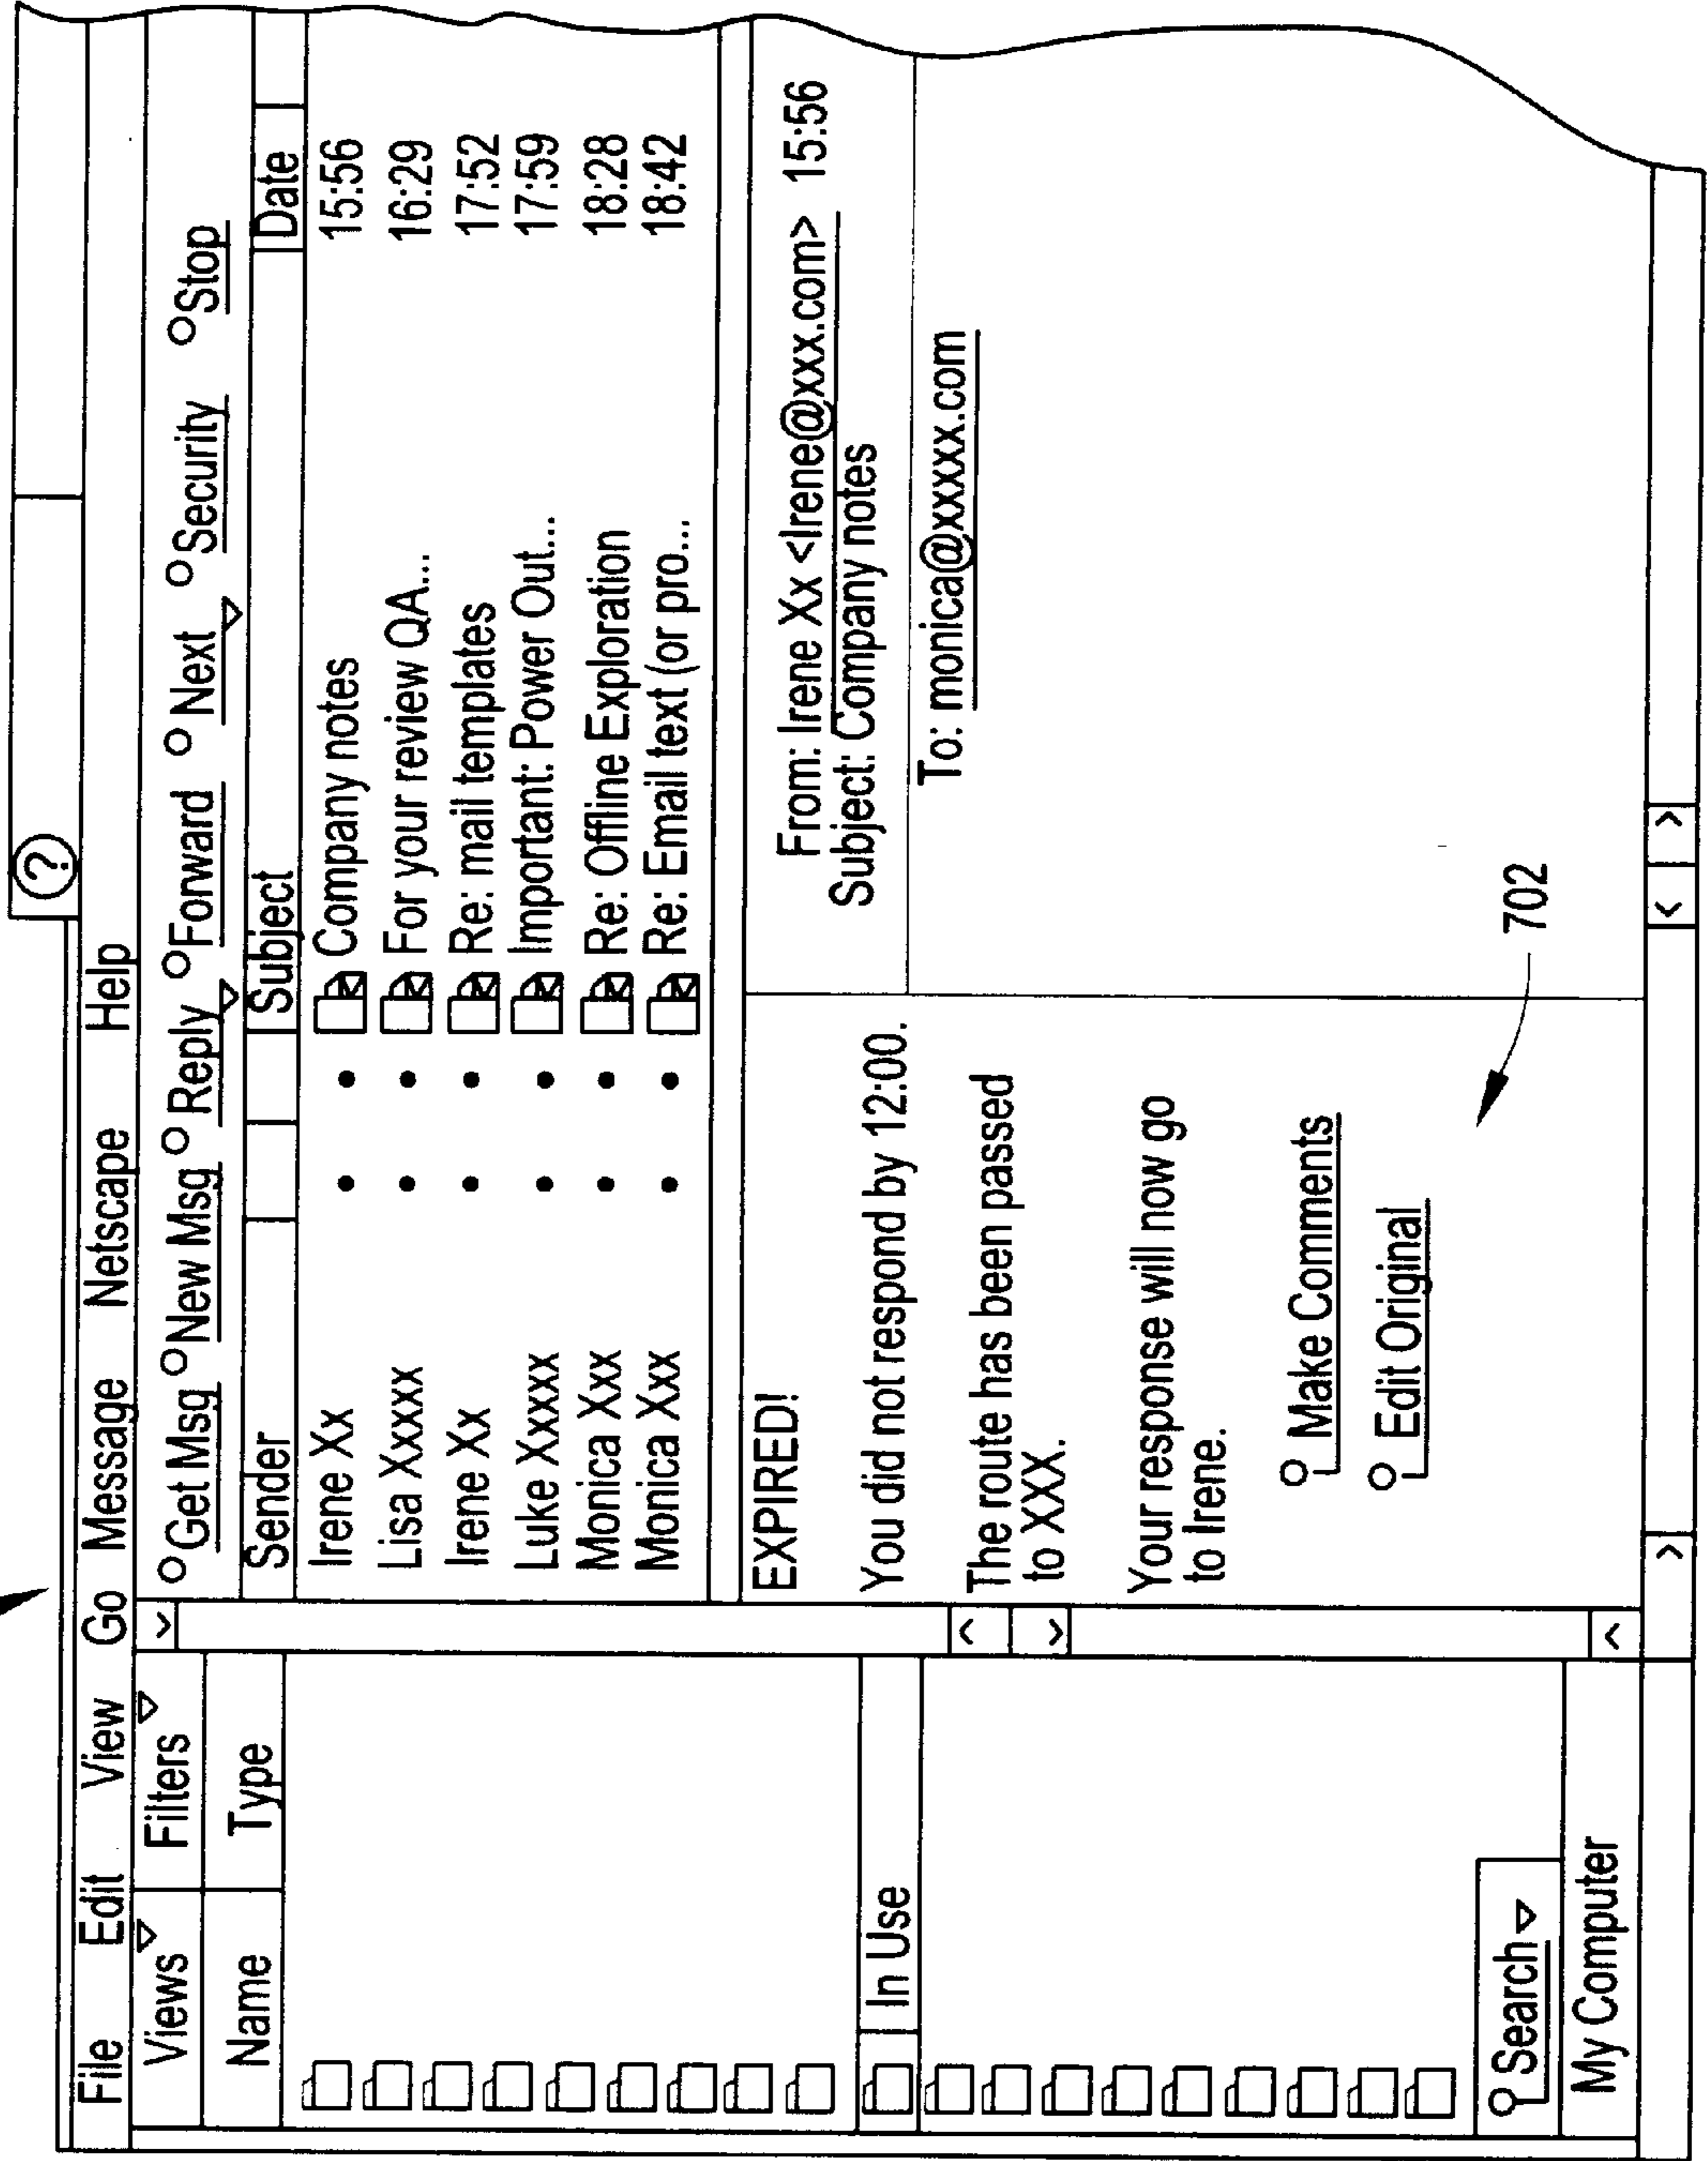 ?
File Edit View Go Message Netscape Help
Views Filters
Get Msg New Msg Reply Forward Next Security Stop
Name Type
Sender Subject Date
Irene Xx Company notes 15:56
Lisa Xxxxx For your review QA... 16:29
Irene Xx Re: mail templates 17:52
Luke Xxxxx Important: Power Out... 17:59
Monica Xxx Re: Offline Exploration 18:28
Monica Xxx Re: Email text (or pro... 18:42
In Use
EXPIRED!
You did not respond by 12:00.
The route has been passed
to XXX.
Your response will now go
to Irene.
Make Comments
Edit Original
702
From: Irene Xx <Irene@xxx.com> 15:56
Subject: Company notes
To: monica@xxxxx.com
Search
My Computer